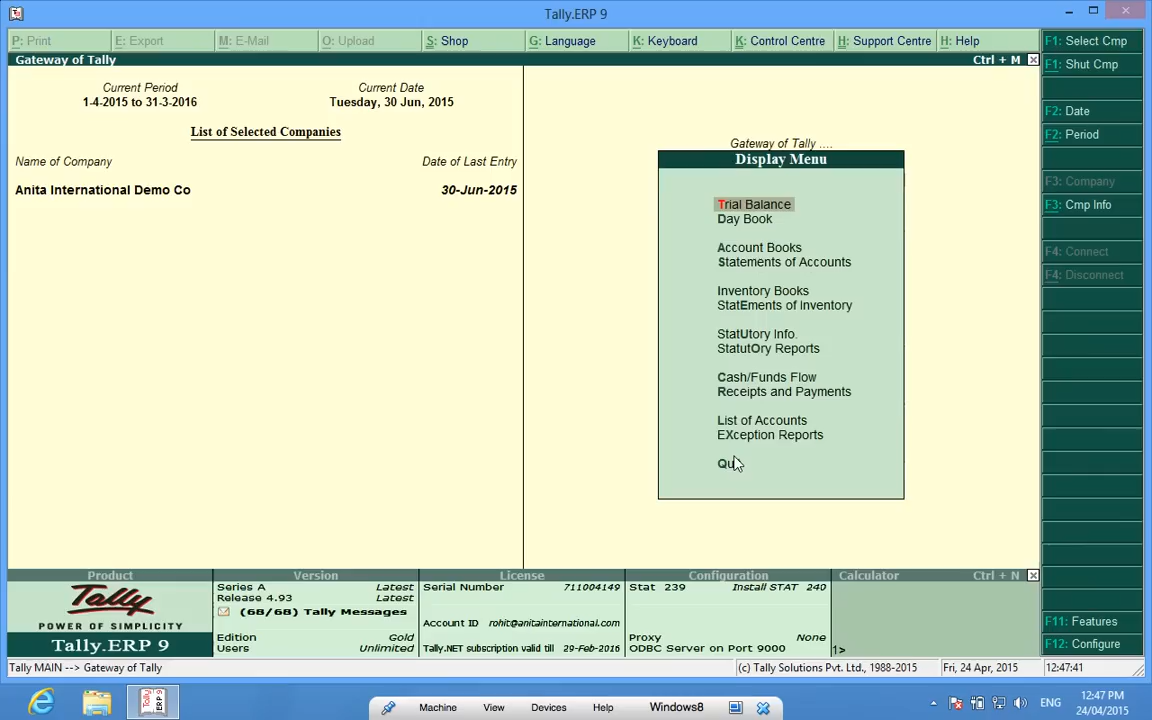 Tally.ERP 9
P: Print E: Export M: E-Mail O: Upload S: Shop G: Language K: Keyboard K: Control Centre H: Support Centre H: Help
Gateway of Tally Ctrl + M
Current Period Current Date
1-4-2015 to 31-3-2016 Tuesday, 30 Jun, 2015
List of Selected Companies
Name of Company Date of Last Entry
Anita International Demo Co 30-Jun-2015
Gateway of Tally ....
Display Menu
Trial Balance
Day Book
Account Books
Statements of Accounts
Inventory Books
StatEments of Inventory
StatUtory Info.
StatutOry Reports
Cash/Funds Flow
Receipts and Payments
List of Accounts
EXception Reports
F1: Select Cmp
F1: Shut Cmp
F2: Date
F2: Period
F3: Company
F3: Cmp Info
F4: Connect
F4: Disconnect
F11: Features
F12: Configure
Product
Tally
POWER OF SIMPLICITY
Tally.ERP 9
Version
Series A Latest
Release 4.93 Latest
(68/68) Tally Messages
Edition Gold
Users Unlimited
License
Serial Number 711004149
Account ID rohit@anitainternational.com
Tally.NET subscription valid till 29-Feb-2016
Configuration
Stat 239 Install STAT 240
Proxy None
ODBC Server on Port 9000
Calculator Ctrl + N
1>
Tally MAIN --> Gateway of Tally (c) Tally Solutions Pvt. Ltd., 1988-2015 Fri, 24 Apr, 2015 12:47:41
Machine View Devices Help Windows8
ENG
12:47 PM
24/04/2015